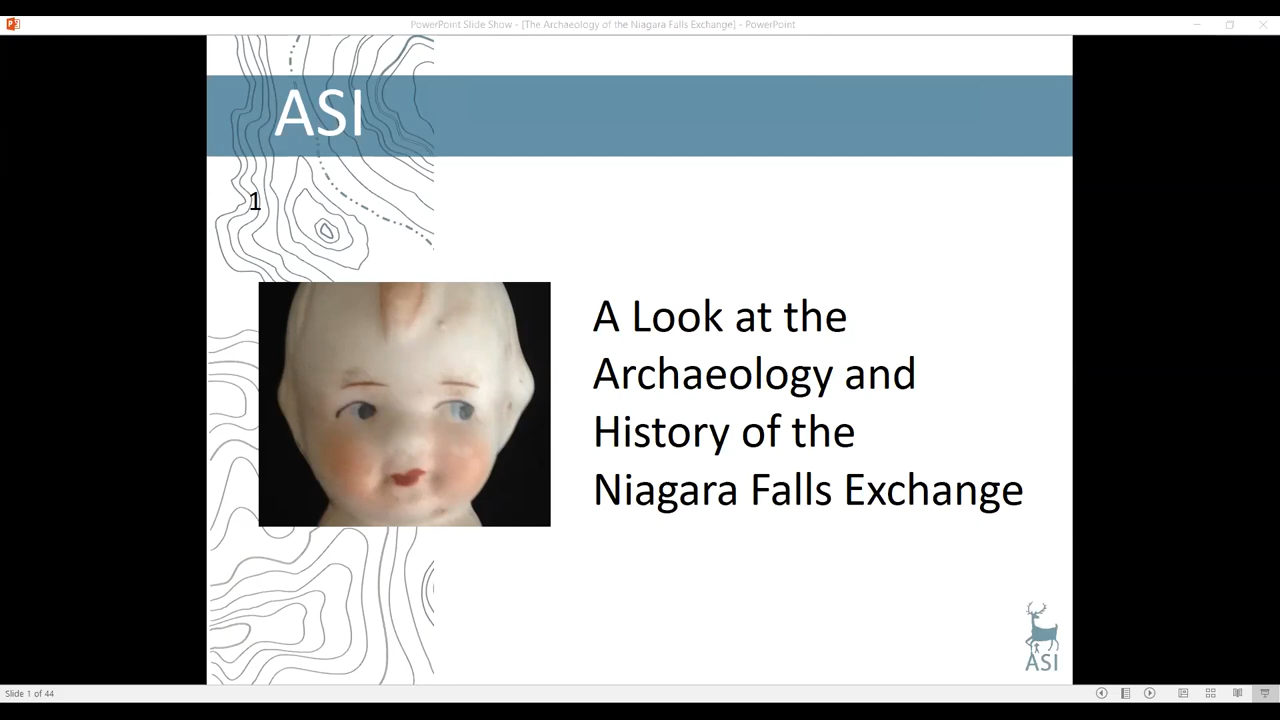 PowerPoint Slide Show - [The Archaeology of the Niagara Falls Exchange] - PowerPoint
ASI
1
A Look at the
Archaeology and
History of the
Niagara Falls Exchange
ASI
Slide 1 of 44